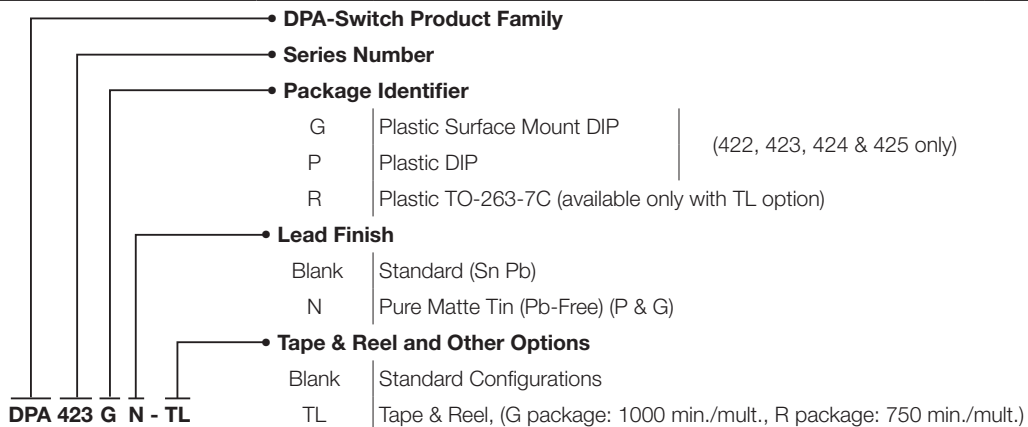 DPA-Switch Product Family
Series Number
Package Identifier
G Plastic Surface Mount DIP
(422, 423, 424 & 425 only)
P Plastic DIP
R Plastic TO-263-7C (available only with TL option)
Lead Finish
Blank Standard (Sn Pb)
N Pure Matte Tin (Pb-Free) (P & G)
Tape & Reel and Other Options
Blank Standard Configurations
DPA 423 G N - TL
TL Tape & Reel, (G package: 1000 min./mult., R package: 750 min./mult.)